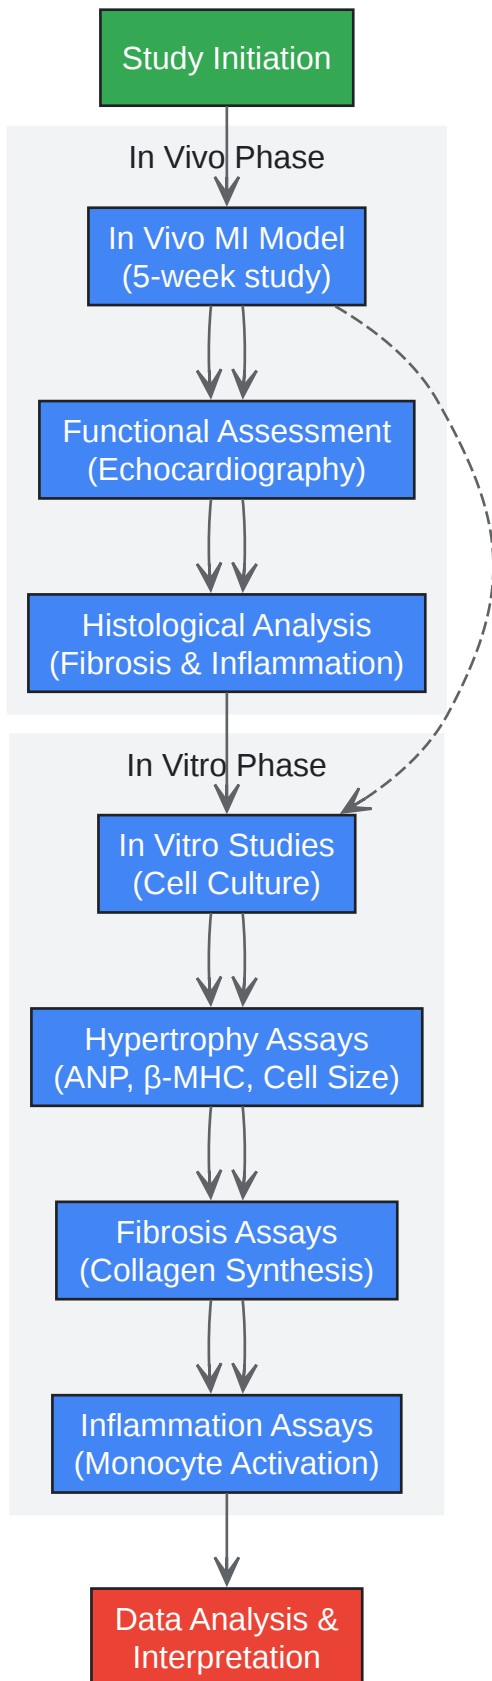 Study Initiation
In Vivo Phase
In Vivo MI Model
(5-week study)
Functional Assessment
(Echocardiography)
Histological Analysis
(Fibrosis & Inflammation)
In Vitro Phase
In Vitro Studies
(Cell Culture)
Hypertrophy Assays
(ANP, β-MHC, Cell Size)
Fibrosis Assays
(Collagen Synthesis)
Inflammation Assays
(Monocyte Activation)
Data Analysis &
Interpretation